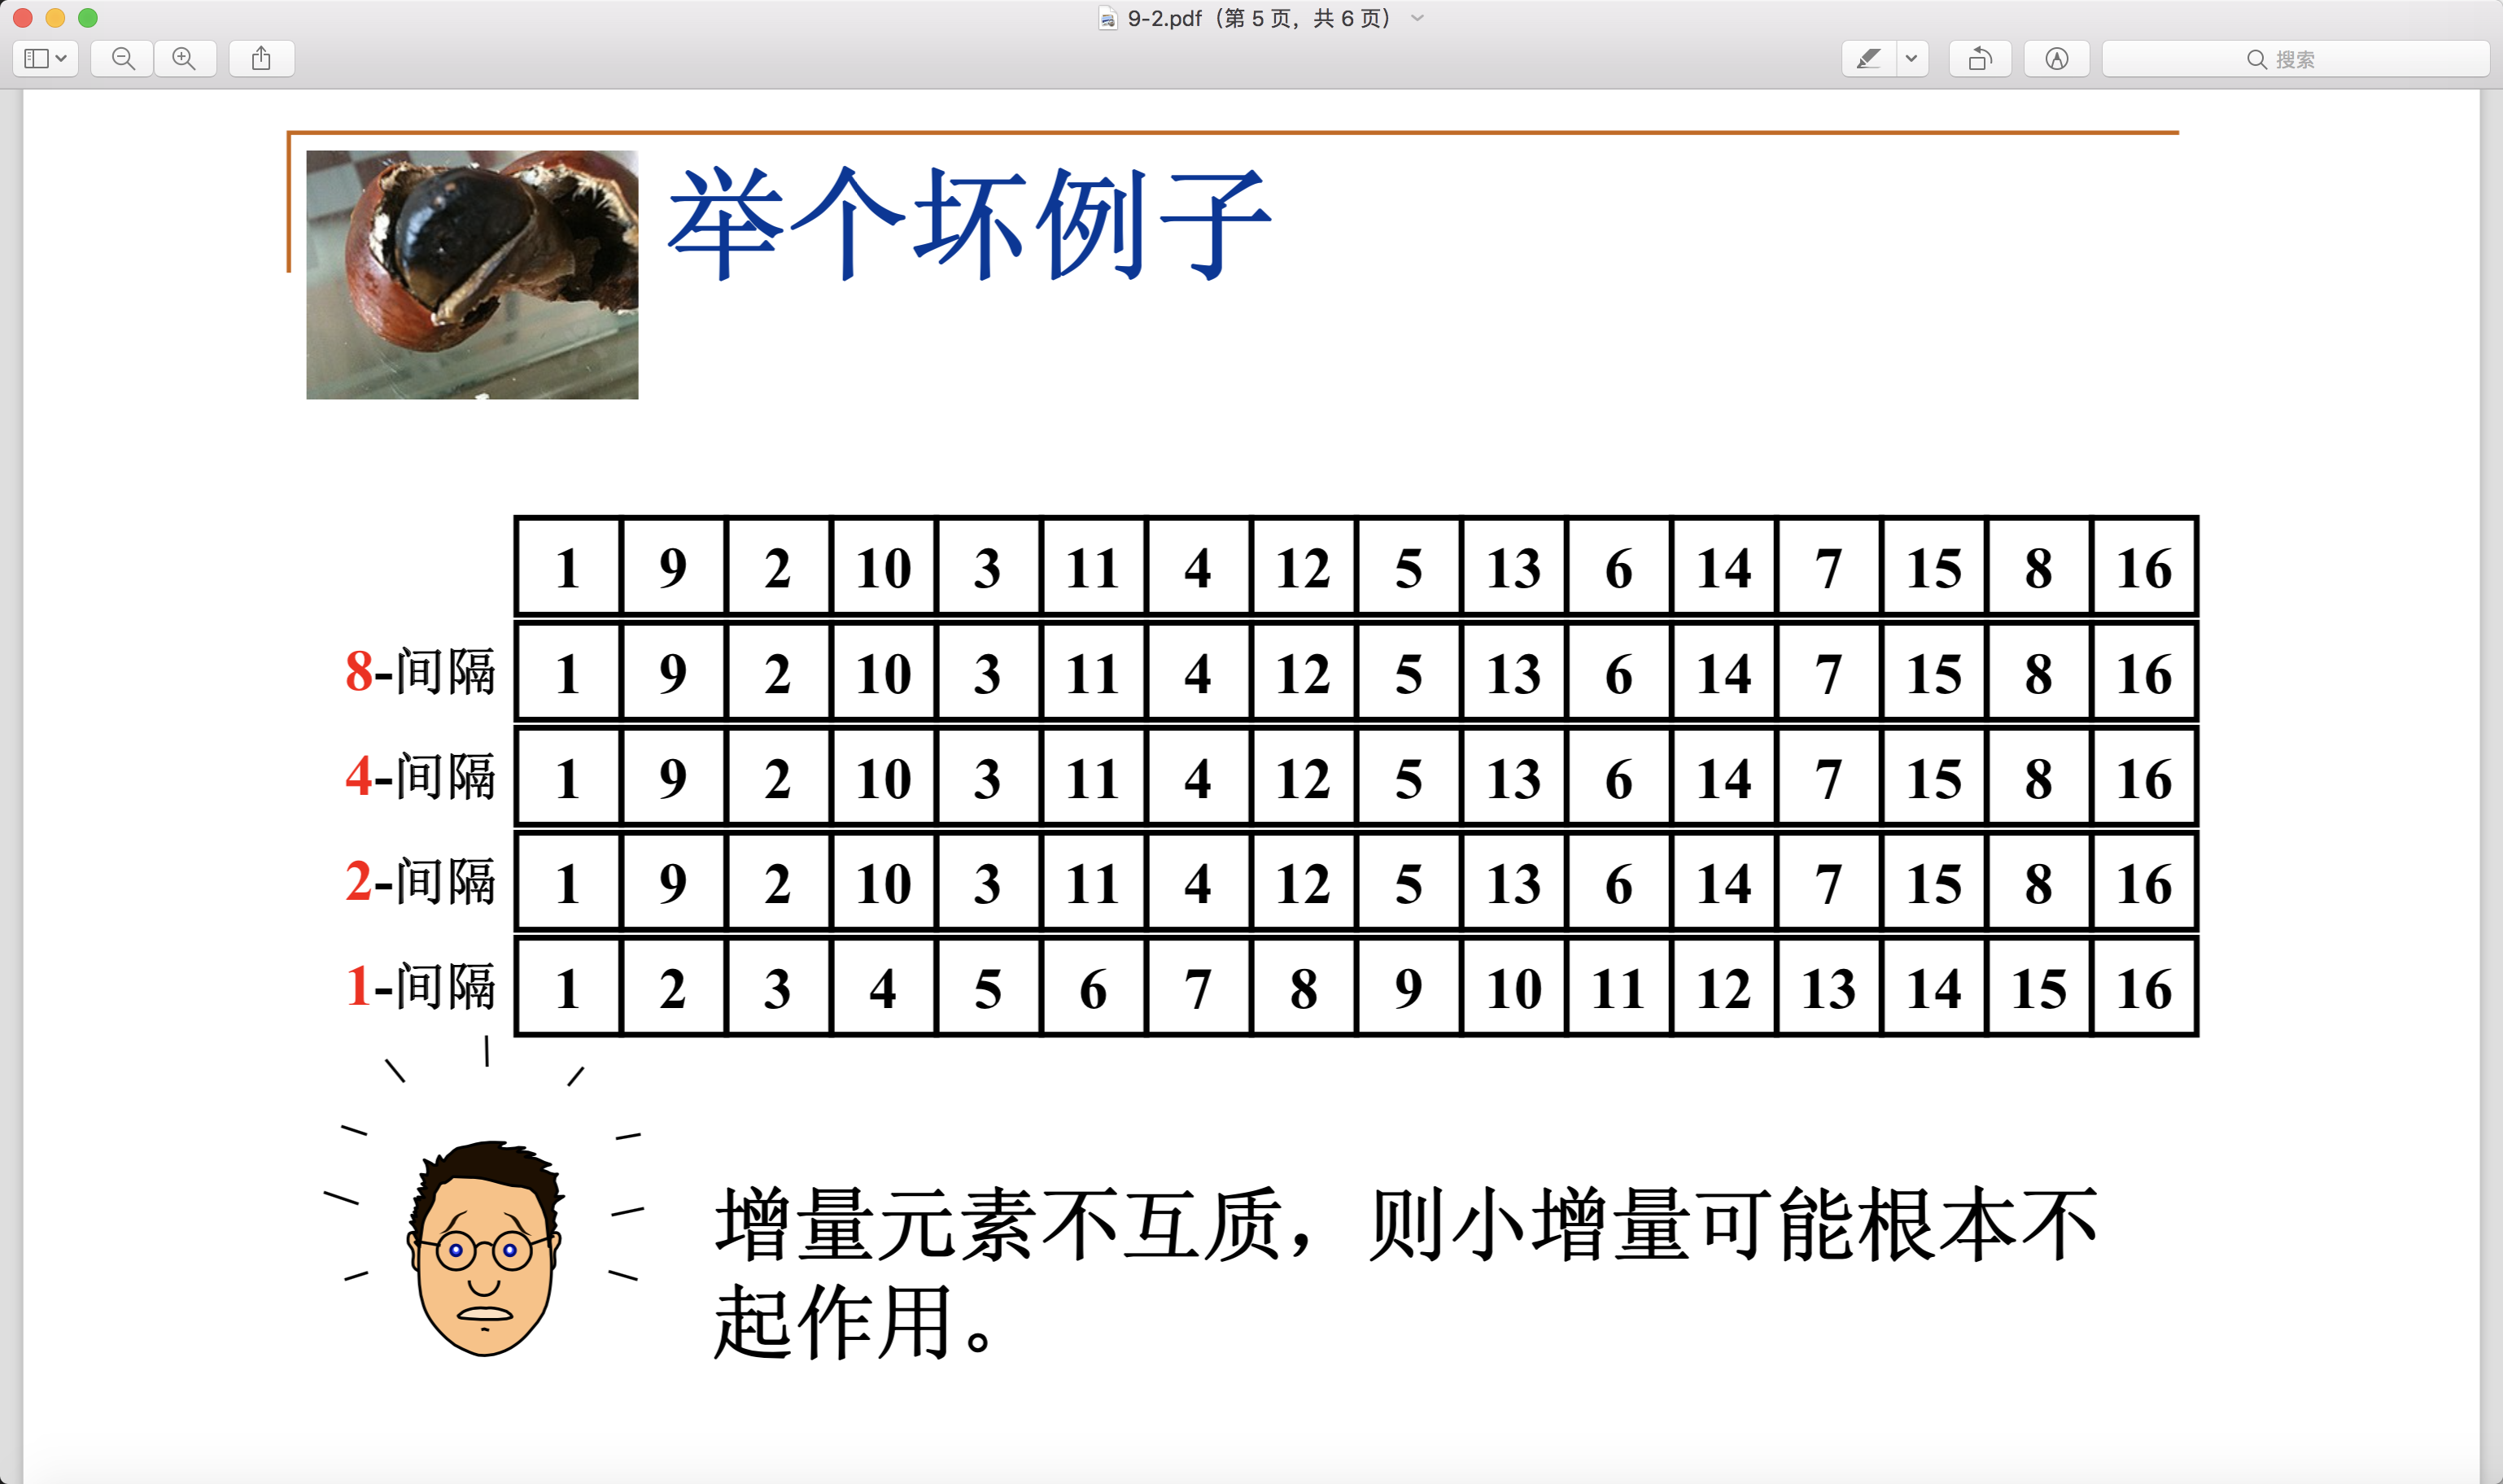 9-2.pdf（第 5 页，共 6 页）
搜索
举个坏例子
1 9 2 10 3 11 4 12 5 13 6 14 7 15 8 16
8-间隔 1 9 2 10 3 11 4 12 5 13 6 14 7 15 8 16
4-间隔 1 9 2 10 3 11 4 12 5 13 6 14 7 15 8 16
2-间隔 1 9 2 10 3 11 4 12 5 13 6 14 7 15 8 16
1-间隔 1 2 3 4 5 6 7 8 9 10 11 12 13 14 15 16
增量元素不互质，则小增量可能根本不
起作用。